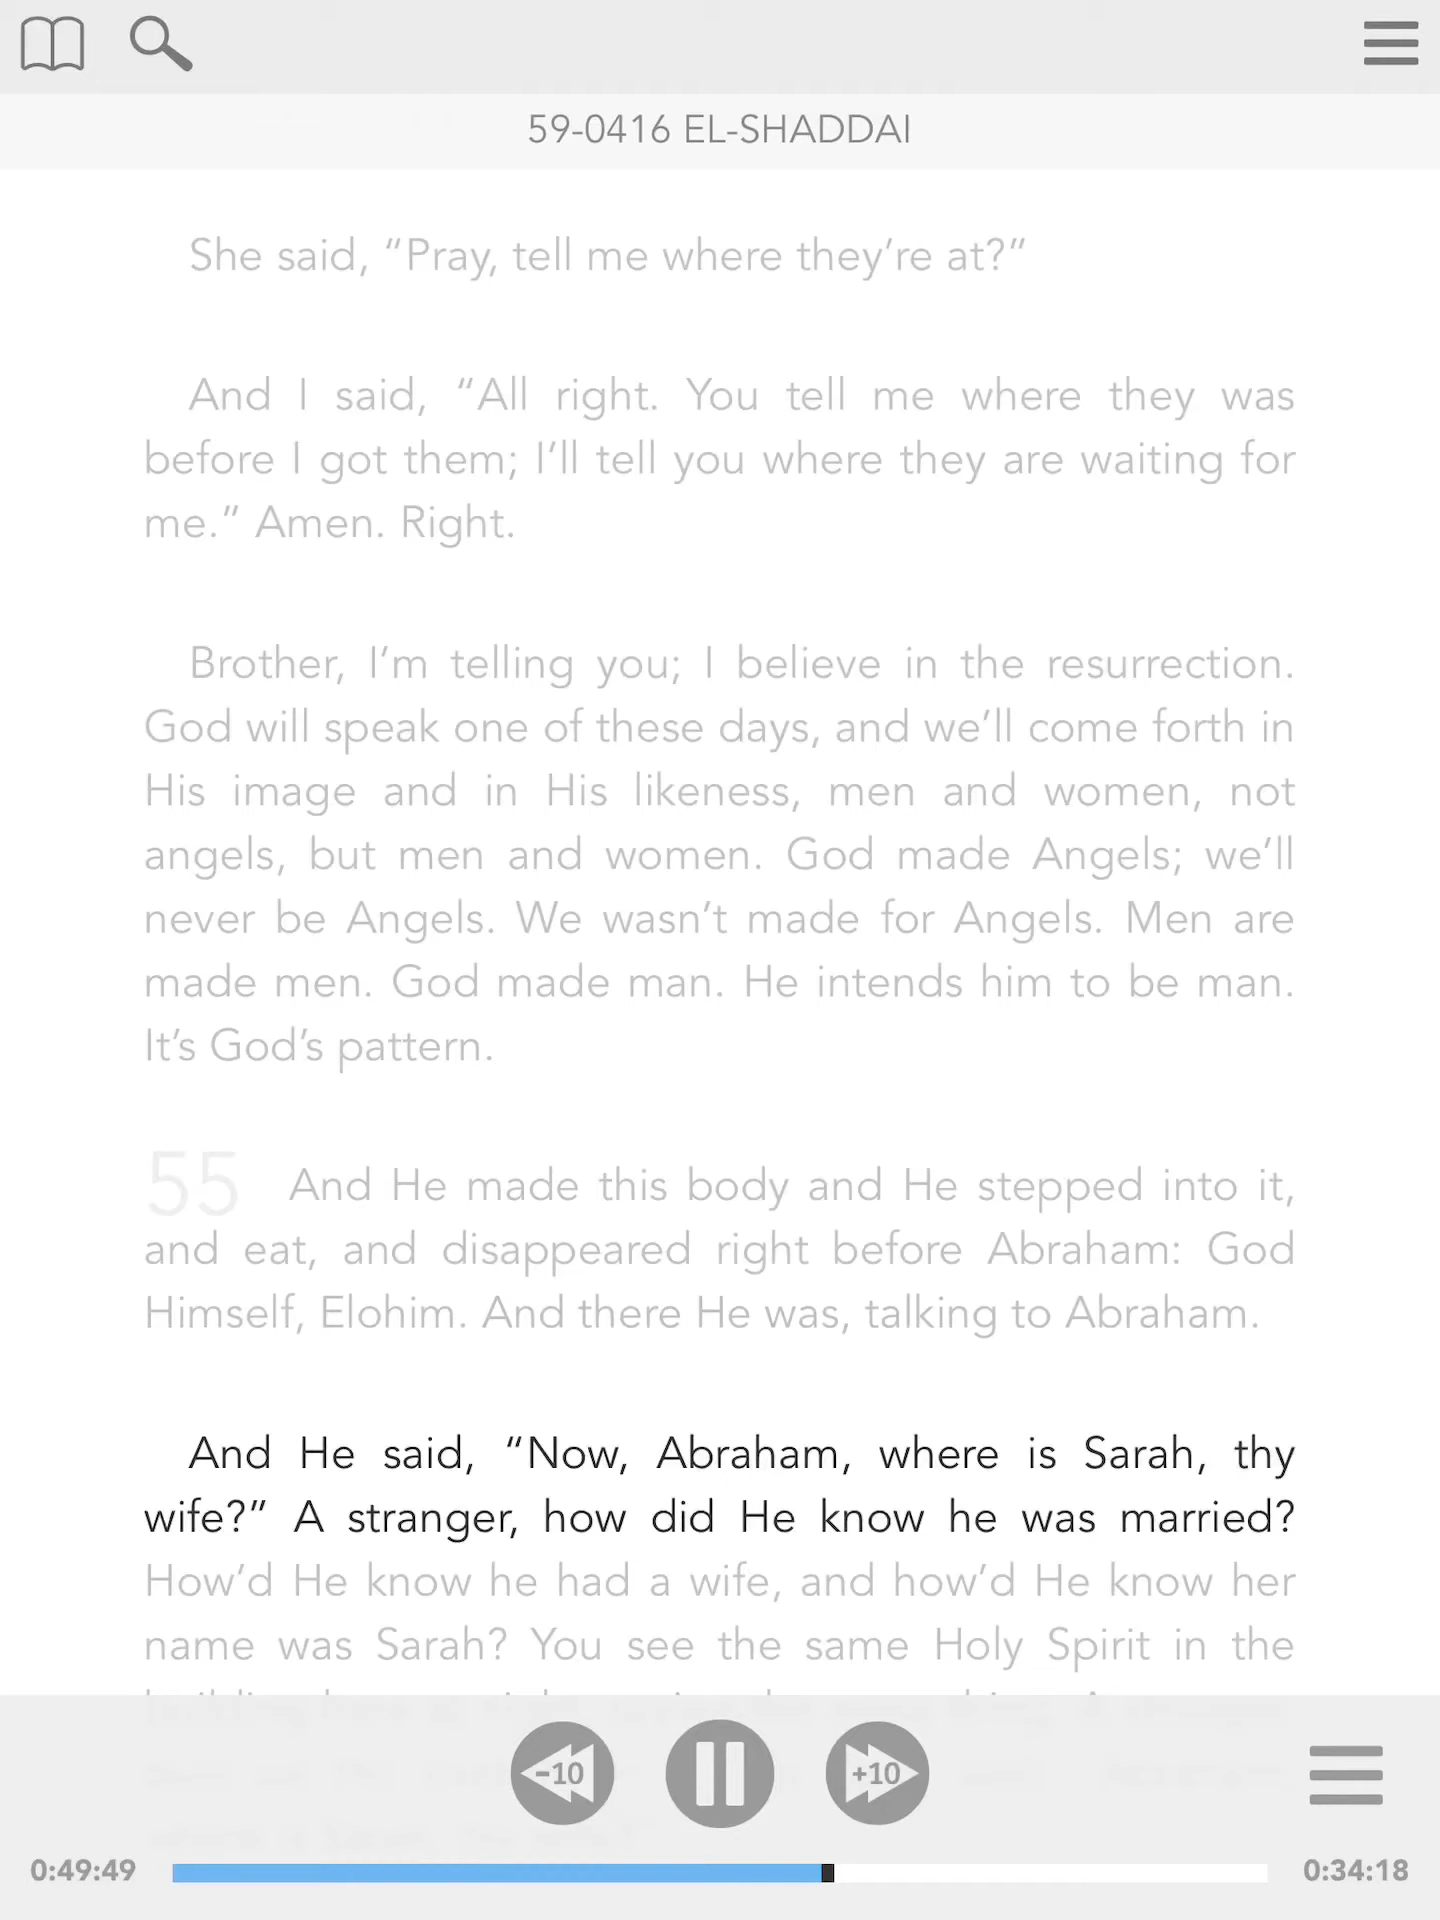 59-0416 EL-SHADDAI
She said, “Pray, tell me where they’re at?”
And I said, “All right. You tell me where they was
before I got them; I’ll tell you where they are waiting for
me.” Amen. Right.
Brother, I’m telling you; I believe in the resurrection.
God will speak one of these days, and we’ll come forth in
His image and in His likeness, men and women, not
angels, but men and women. God made Angels; we’ll
never be Angels. We wasn’t made for Angels. Men are
made men. God made man. He intends him to be man.
It’s God’s pattern.
55 And He made this body and He stepped into it,
and eat, and disappeared right before Abraham: God
Himself, Elohim. And there He was, talking to Abraham.
And He said, “Now, Abraham, where is Sarah, thy
wife?” A stranger, how did He know he was married?
How’d He know he had a wife, and how’d He know her
name was Sarah? You see the same Holy Spirit in the
-10 +10
0:49:49 0:34:18